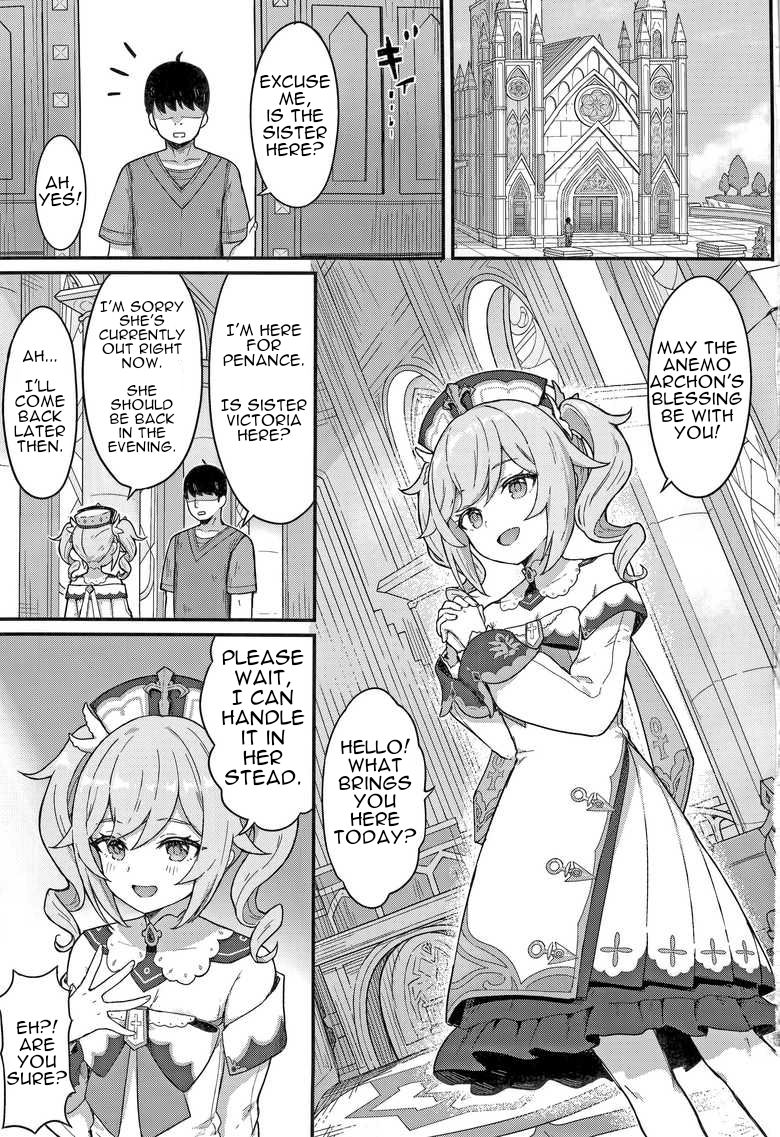 EXCUSE
ME,
IS THE
SISTER
HERE?
ギィ
AH,
YES!
MAY THE
ANEMO
ARCHON'S
BLESSING
BE WITH
YOU!
HELLO!
WHAT
BRINGS
YOU
HERE
TODAY?
I'M HERE
FOR
PENANCE.
IS SISTER
VICTORIA
HERE?
I'M SORRY
SHE'S
CURRENTLY
OUT RIGHT
NOW.
SHE
SHOULD
BE BACK
IN THE
EVENING.
AH...
I'LL
COME
BACK
LATER
THEN.
PLEASE
WAIT,
I CAN
HANDLE
IT IN
HER
STEAD.
EH?!
ARE
YOU
SURE?